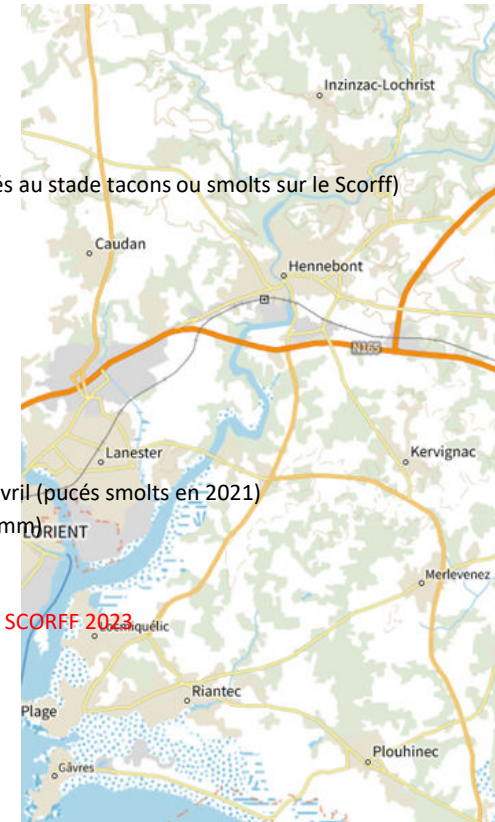 Inzinzac-Lochrist
és au stade tacons ou smolts sur le Scorff)
Caudan
Hennebont
N165
Lanester
Kervignac
vril (pucés smolts en 2021)
mm)
LORIENT
Merlevenez
SCORFF 2023
Locmiquélic
Riantec
Plage
Plouhinec
Gâvres